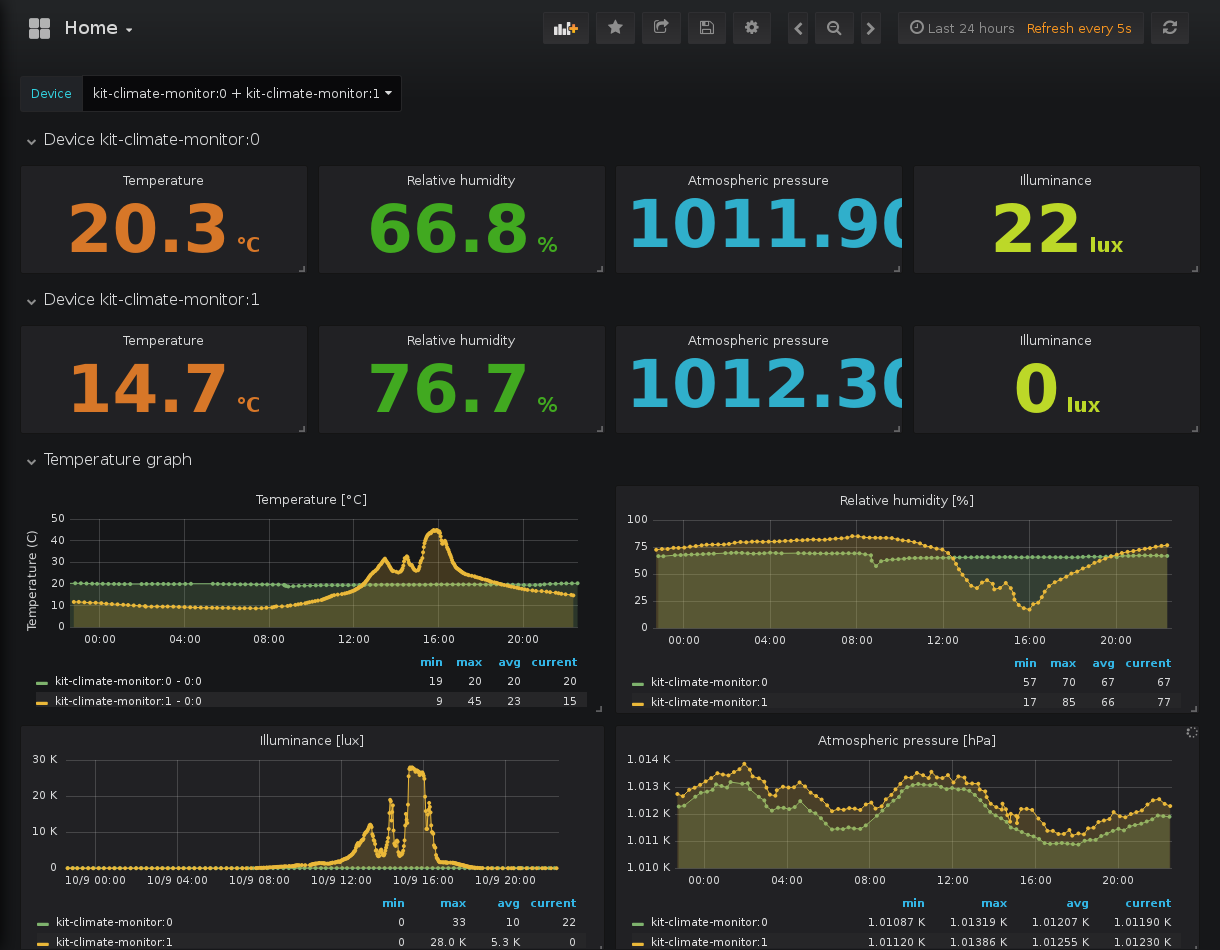 Home
Last 24 hours Refresh every 5s
Device kit-climate-monitor:0 + kit-climate-monitor:1
Device kit-climate-monitor:0
Temperature Relative humidity Atmospheric pressure Illuminance
20.3 °C 66.8 % 1011.90 22 lux
Device kit-climate-monitor:1
Temperature Relative humidity Atmospheric pressure Illuminance
14.7 °C 76.7 % 1012.30 0 lux
Temperature graph
Temperature [°C]
Temperature (C)
50
40
30
20
10
0
00:00 04:00 08:00 12:00 16:00 20:00
min max avg current
kit-climate-monitor:0 - 0:0 19 20 20 20
kit-climate-monitor:1 - 0:0 9 45 23 15
Relative humidity [%]
100
75
50
25
0
00:00 04:00 08:00 12:00 16:00 20:00
min max avg current
kit-climate-monitor:0 57 70 67 67
kit-climate-monitor:1 17 85 66 77
Illuminance [lux]
30 K
20 K
10 K
0
10/9 00:00 10/9 04:00 10/9 08:00 10/9 12:00 10/9 16:00 10/9 20:00
min max avg current
kit-climate-monitor:0 0 33 10 22
kit-climate-monitor:1 0 28.0 K 5.3 K 0
Atmospheric pressure [hPa]
1.014 K
1.013 K
1.012 K
1.011 K
1.010 K
00:00 04:00 08:00 12:00 16:00 20:00
min max avg current
kit-climate-monitor:0 1.01087 K 1.01319 K 1.01207 K 1.01190 K
kit-climate-monitor:1 1.01120 K 1.01386 K 1.01255 K 1.01230 K